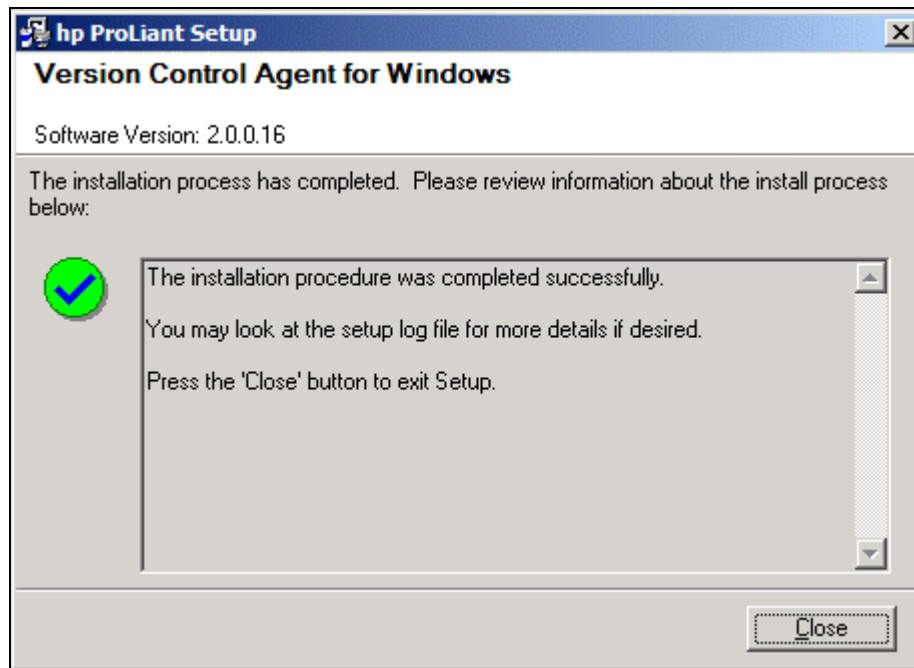 hp ProLiant Setup
Version Control Agent for Windows
Software Version: 2.0.0.16
The installation process has completed.  Please review information about the install process
below:
The installation procedure was completed successfully.
You may look at the setup log file for more details if desired.
Press the 'Close' button to exit Setup.
Close